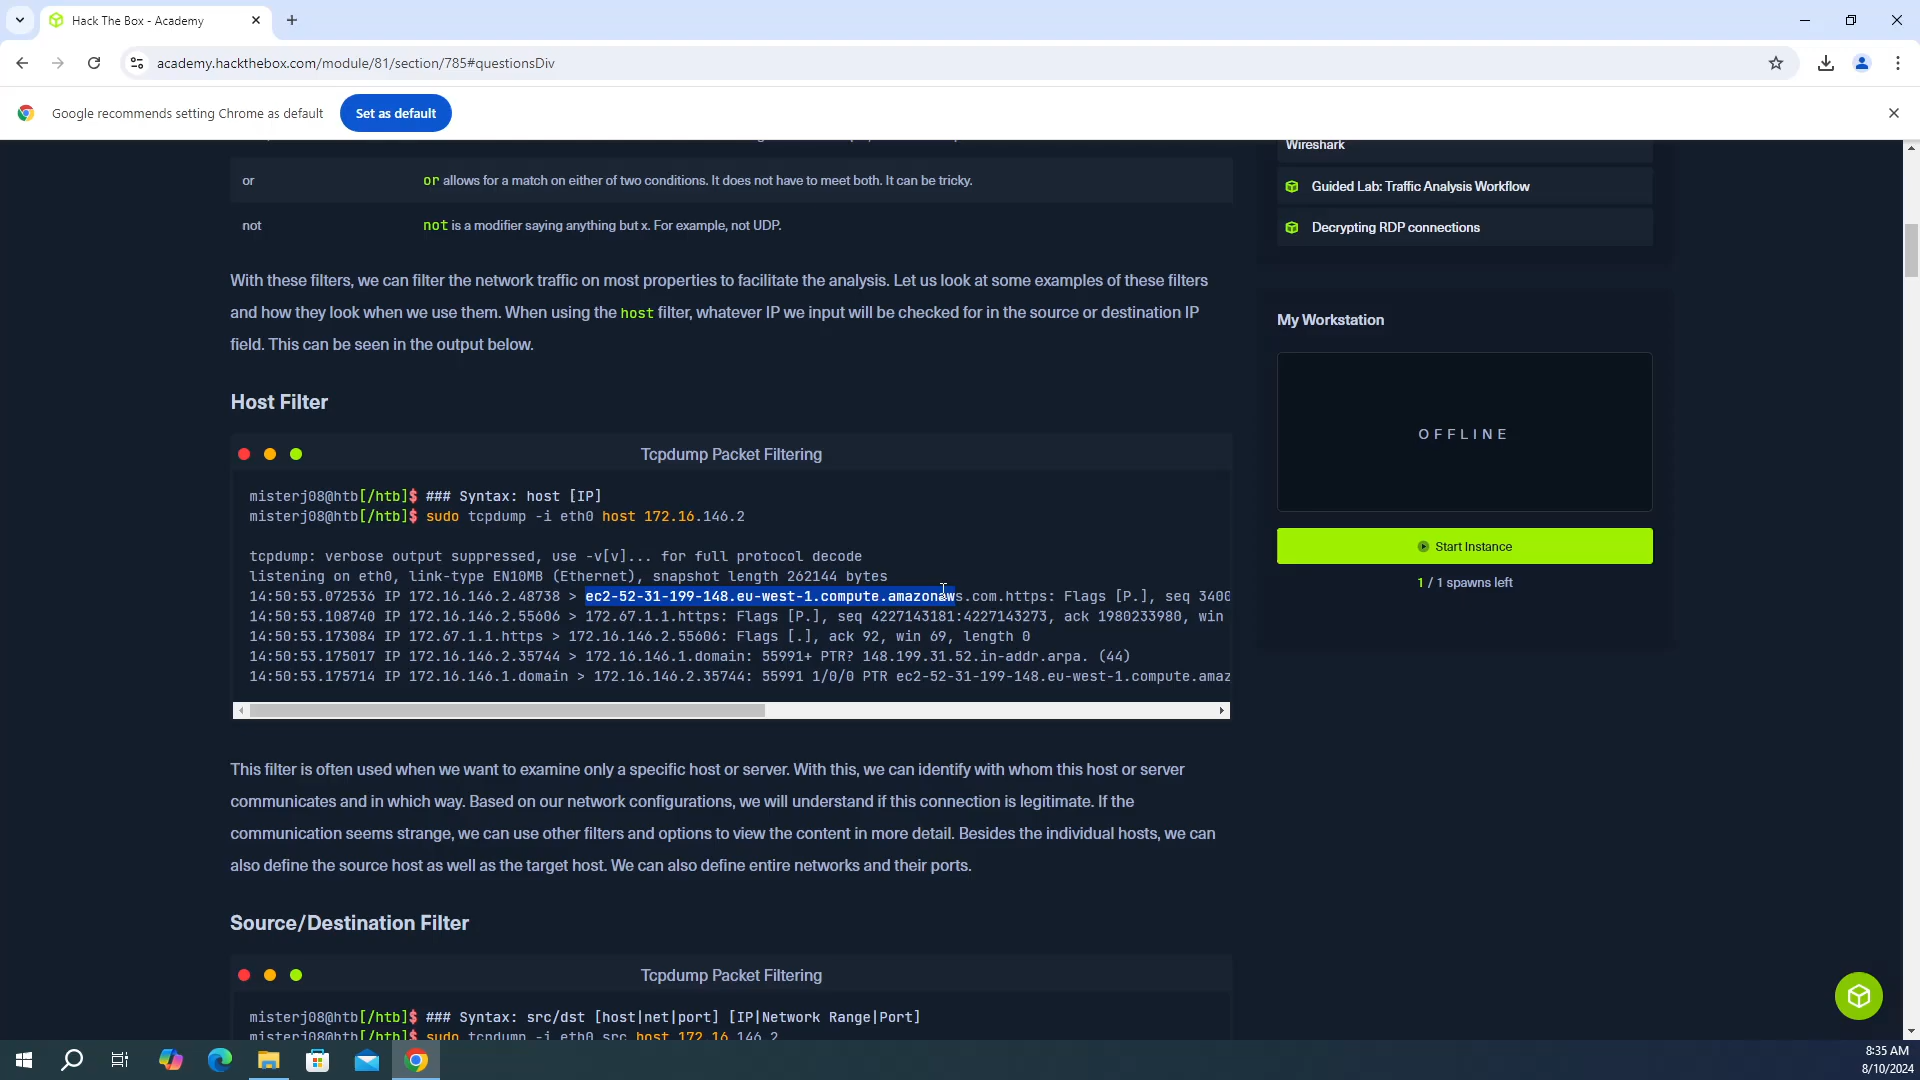 Hack The Box - Academy
academy.hackthebox.com/module/81/section/785#questionsDiv
Google recommends setting Chrome as default
Set as default
or or allows for a match on either of two conditions. It does not have to meet both. It can be tricky.
not not is a modifier saying anything but x. For example, not UDP.
With these filters, we can filter the network traffic on most properties to facilitate the analysis. Let us look at some examples of these filters
and how they look when we use them. When using the host filter, whatever IP we input will be checked for in the source or destination IP
field. This can be seen in the output below.
Host Filter
Tcpdump Packet Filtering
misterj08@htb[/htb]$ ### Syntax: host [IP]
misterj08@htb[/htb]$ sudo tcpdump -i eth0 host 172.16.146.2
tcpdump: verbose output suppressed, use -v[v]... for full protocol decode
listening on eth0, link-type EN10MB (Ethernet), snapshot length 262144 bytes
14:50:53.072536 IP 172.16.146.2.48738 > ec2-52-31-199-148.eu-west-1.compute.amazonaws.com.https: Flags [P.], seq 3400
14:50:53.108740 IP 172.16.146.2.55606 > 172.67.1.1.https: Flags [P.], seq 4227143181:4227143273, ack 1980233980, win
14:50:53.173084 IP 172.67.1.1.https > 172.16.146.2.55606: Flags [.], ack 92, win 69, length 0
14:50:53.175017 IP 172.16.146.2.35744 > 172.16.146.1.domain: 55991+ PTR? 148.199.31.52.in-addr.arpa. (44)
14:50:53.175714 IP 172.16.146.1.domain > 172.16.146.2.35744: 55991 1/0/0 PTR ec2-52-31-199-148.eu-west-1.compute.amaz
This filter is often used when we want to examine only a specific host or server. With this, we can identify with whom this host or server
communicates and in which way. Based on our network configurations, we will understand if this connection is legitimate. If the
communication seems strange, we can use other filters and options to view the content in more detail. Besides the individual hosts, we can
also define the source host as well as the target host. We can also define entire networks and their ports.
Source/Destination Filter
Tcpdump Packet Filtering
misterj08@htb[/htb]$ ### Syntax: src/dst [host|net|port] [IP|Network Range|Port]
misterj08@htb[/htb]$ sudo tcpdump -i eth0 src host 172.16.146.2
Wireshark
Guided Lab: Traffic Analysis Workflow
Decrypting RDP connections
My Workstation
OFFLINE
Start Instance
1 / 1 spawns left
8:35 AM
8/10/2024